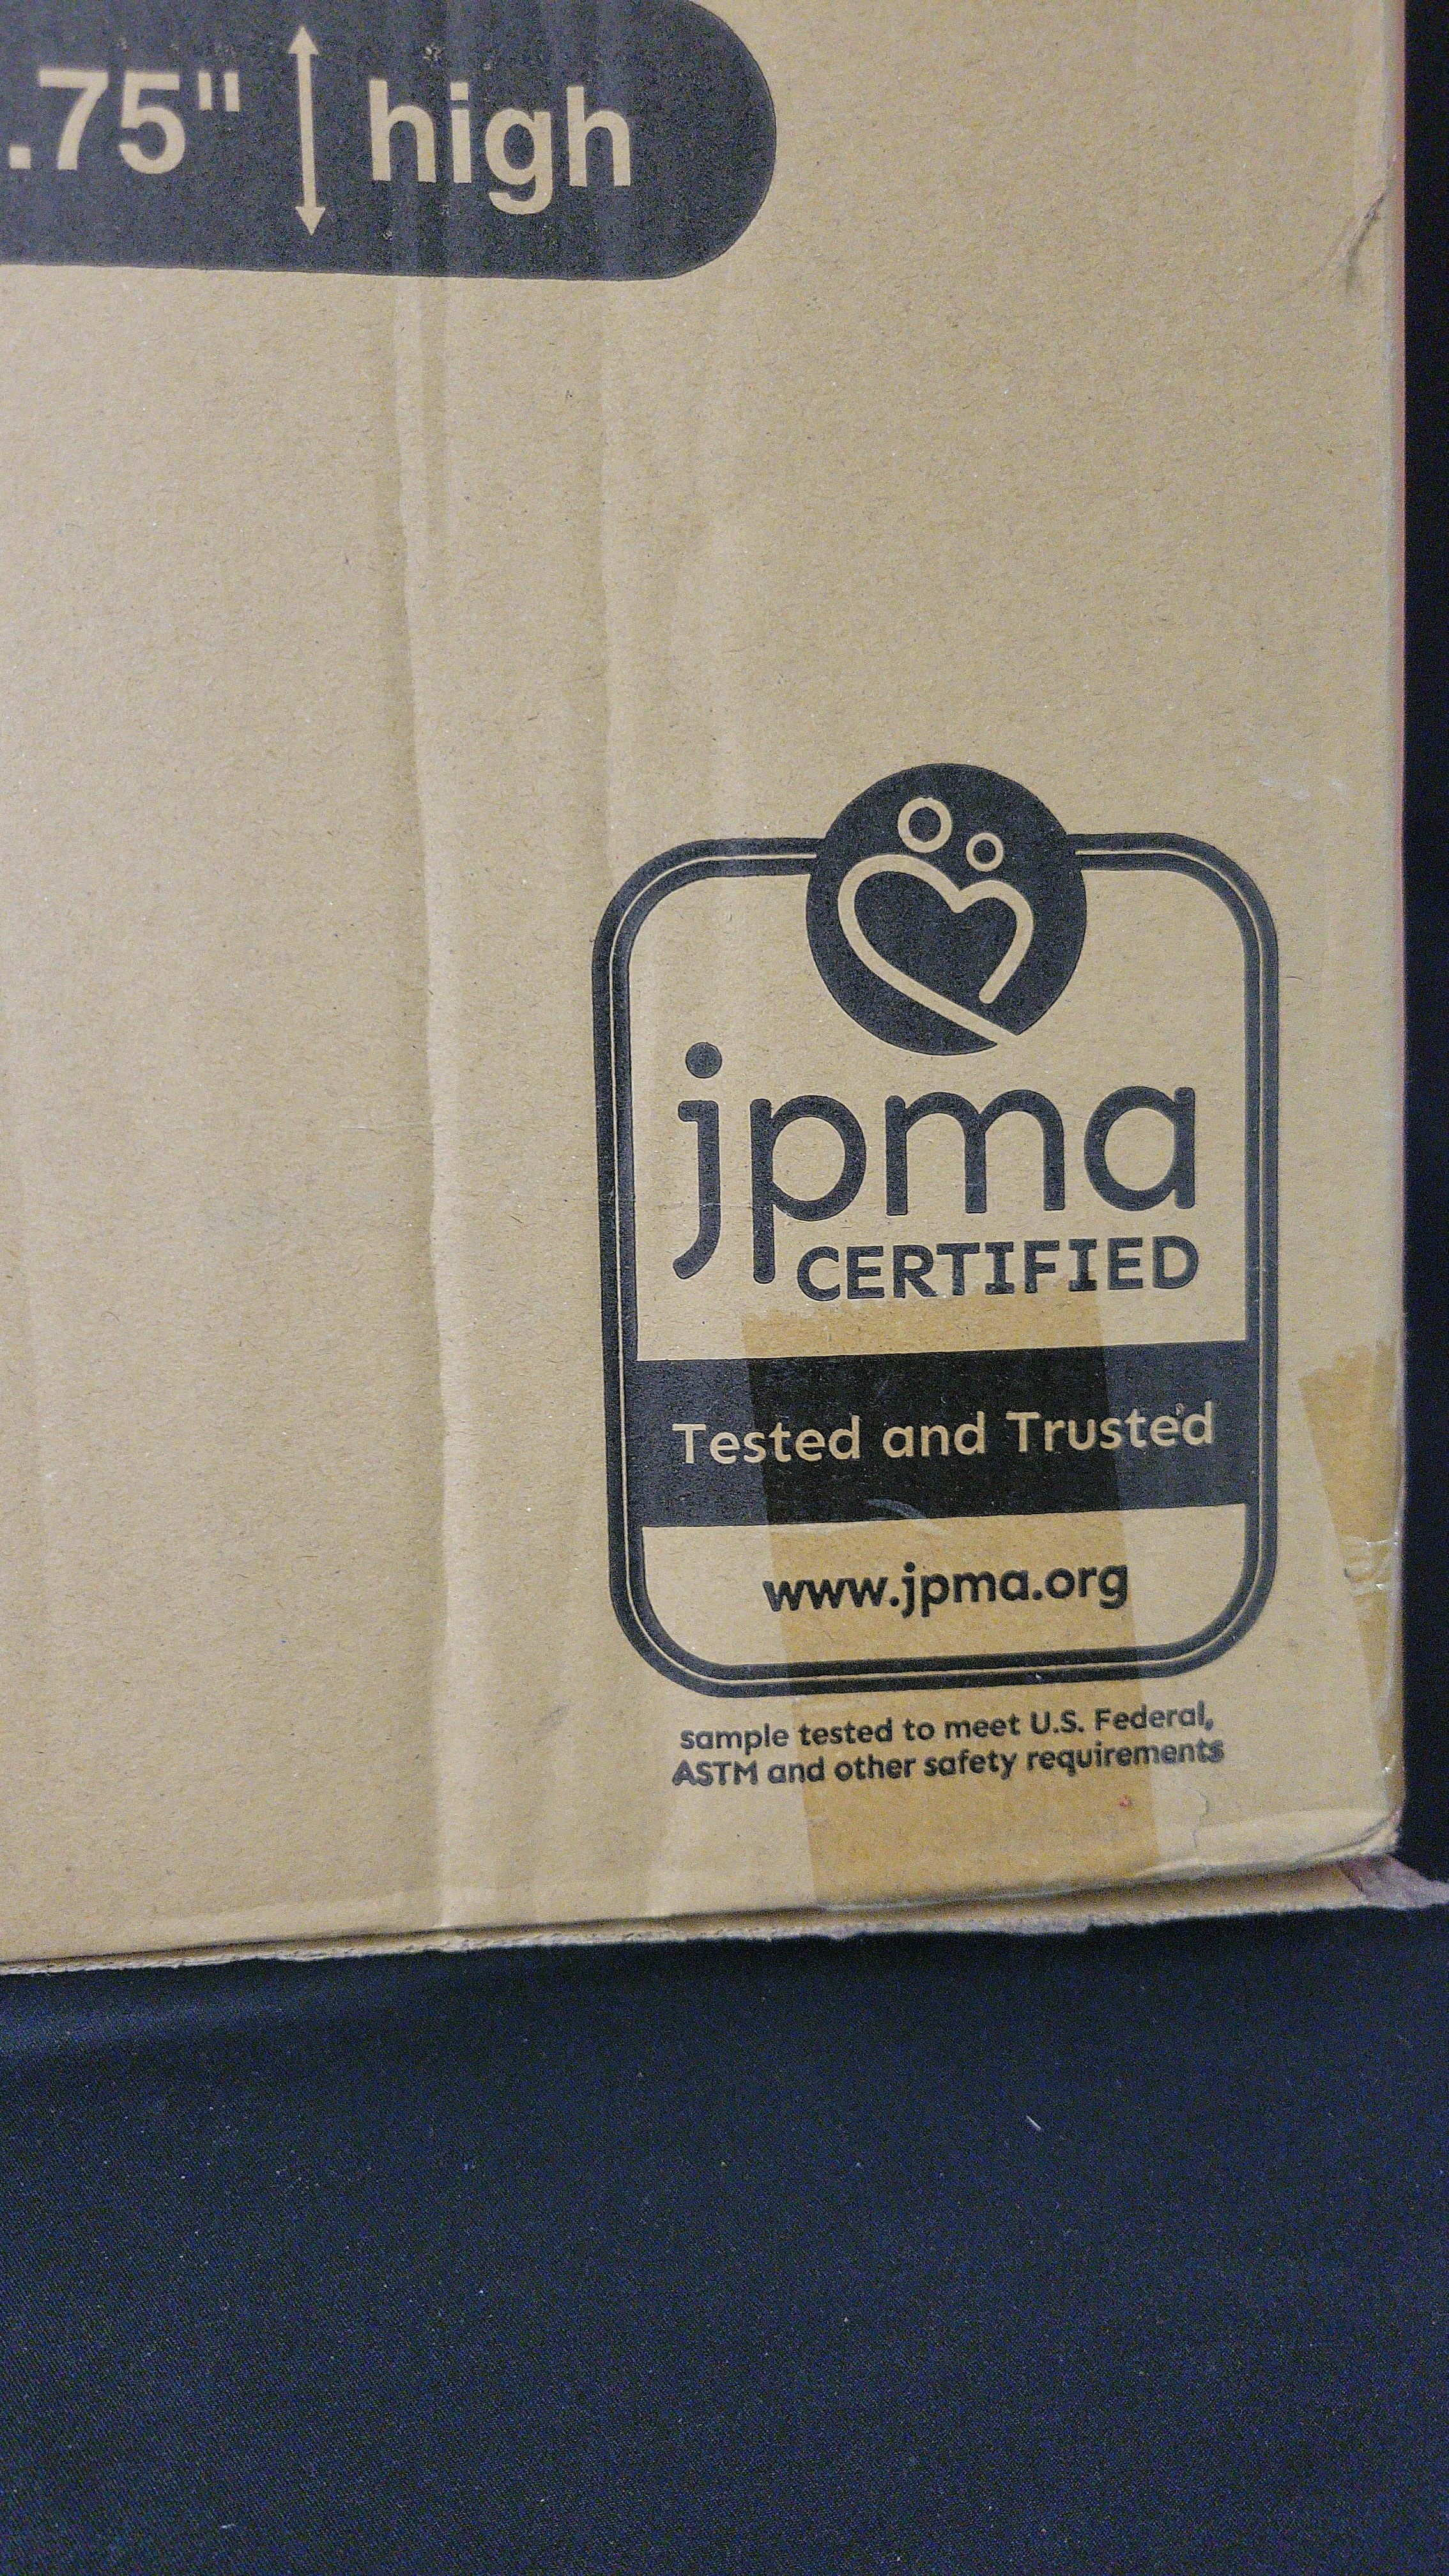 .75" high
jpma
CERTIFIED
Tested and Trusted
www.jpma.org
sample tested to meet U.S. Federal,
ASTM and other safety requirements